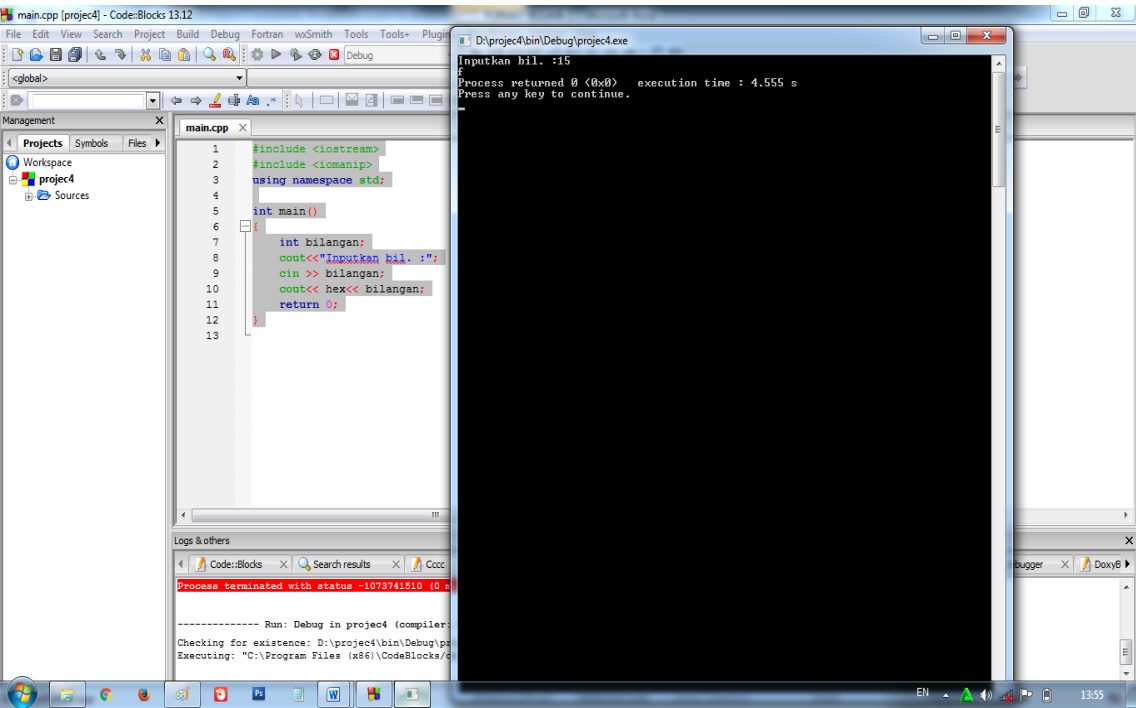 main.cpp [projec4] - Code::Blocks 13.12
File Edit View Search Project Build Debug Fortran wxSmith Tools Tools+ Plugin
Debug
<global>
Management
Projects Symbols Files
Workspace
projec4
Sources
main.cpp
1 #include <iostream>
2 #include <iomanip>
3 using namespace std;
4
5 int main()
6 {
7 int bilangan;
8 cout<<"Inputkan bil. :";
9 cin >> bilangan;
10 cout<< hex<< bilangan;
11 return 0;
12 }
13
D:\projec4\bin\Debug\projec4.exe
Inputkan bil. :15
f
Process returned 0 (0x0) execution time : 4.555 s
Press any key to continue.
Logs & others
Code::Blocks Search results Cccc
DoxyB
Process terminated with status -1073741510 (0
-------------- Run: Debug in projec4 (compiler:
Checking for existence: D:\projec4\bin\Debug\pr
Executing: "C:\Program Files (x86)\CodeBlocks/c
EN 13:55